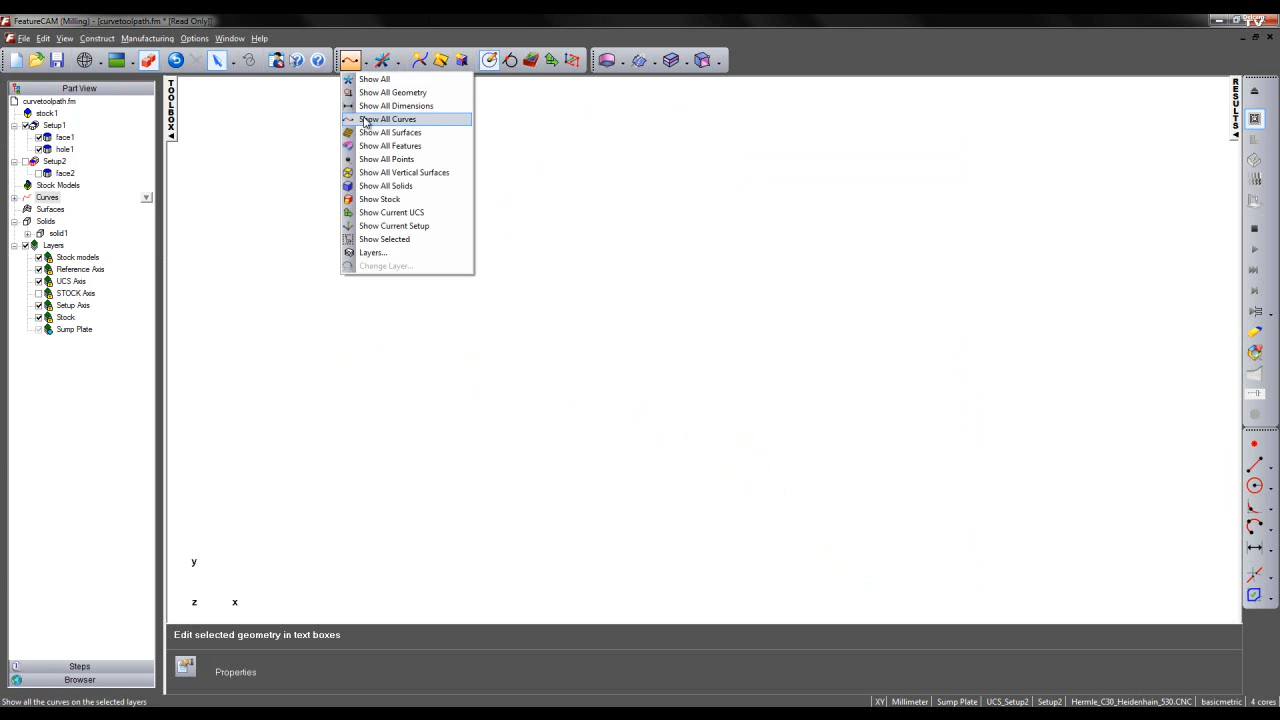 FeatureCAM (Milling) - [curvetoolpath.fm * [Read Only]]
TV
File Edit View Construct Manufacturing Options Window Help
Part View
curvetoolpath.fm
stock1
Setup1
face1
hole1
Setup2
face2
Stock Models
Curves
Surfaces
Solids
solid1
Layers
Stock models
Reference Axis
UCS Axis
STOCK Axis
Setup Axis
Stock
Sump Plate
Steps
Browser
TOOLBOX
Show All
Show All Geometry
Show All Dimensions
Show All Curves
Show All Surfaces
Show All Features
Show All Points
Show All Vertical Surfaces
Show All Solids
Show Stock
Show Current UCS
Show Current Setup
Show Selected
Layers...
Change Layer...
RESULTS
y
z x
Edit selected geometry in text boxes
Properties
Show all the curves on the selected layers
XY Millimeter Sump Plate UCS_Setup2 Setup2 Hermle_C30_Heidenhain_530.CNC basicmetric 4 cores